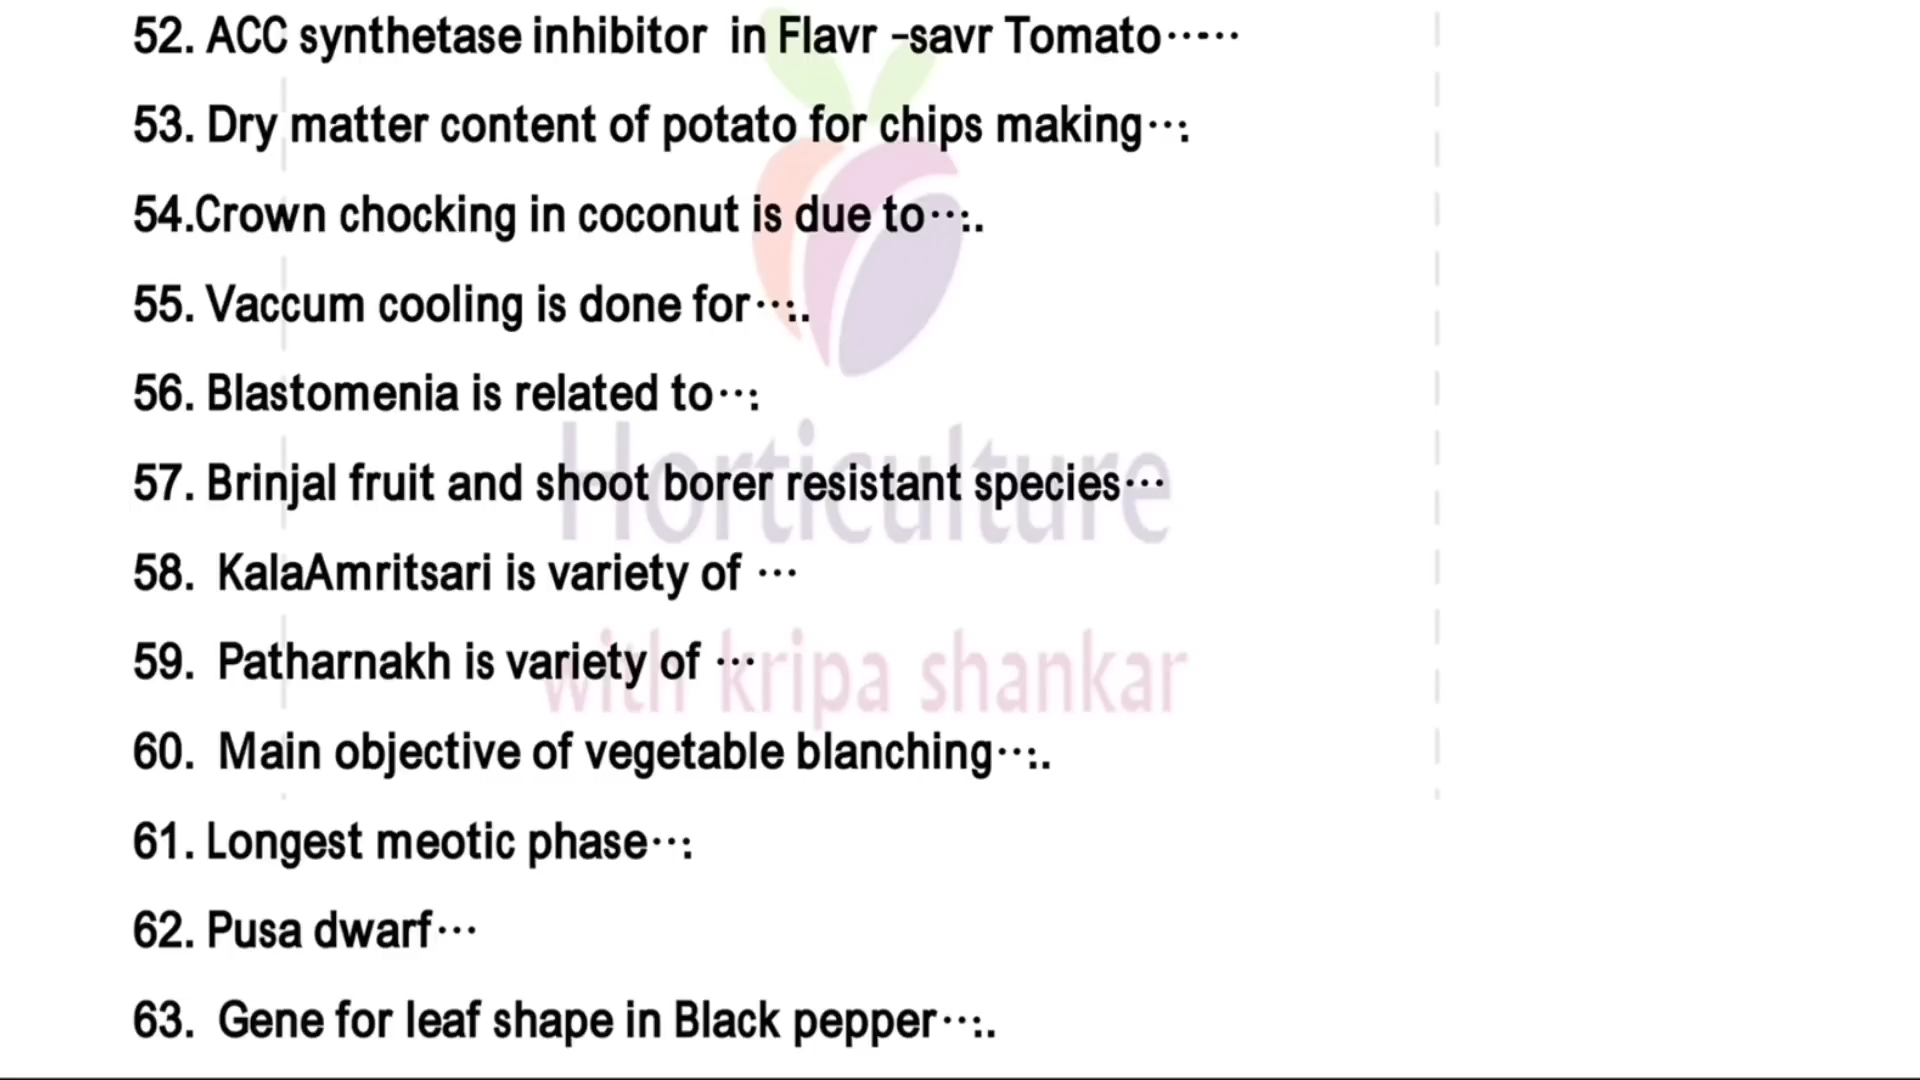 52. ACC synthetase inhibitor in Flavr -savr Tomato·····
53. Dry matter content of potato for chips making···.:
54.Crown chocking in coconut is due to···:.
55. Vaccum cooling is done for···:.
56. Blastomenia is related to···:
57. Brinjal fruit and shoot borer resistant species···
58. KalaAmritsari is variety of ···
59. Patharnakh is variety of ···
60. Main objective of vegetable blanching···:.
61. Longest meotic phase···:
62. Pusa dwarf···
63. Gene for leaf shape in Black pepper···:.
Horticulture
with kripa shankar